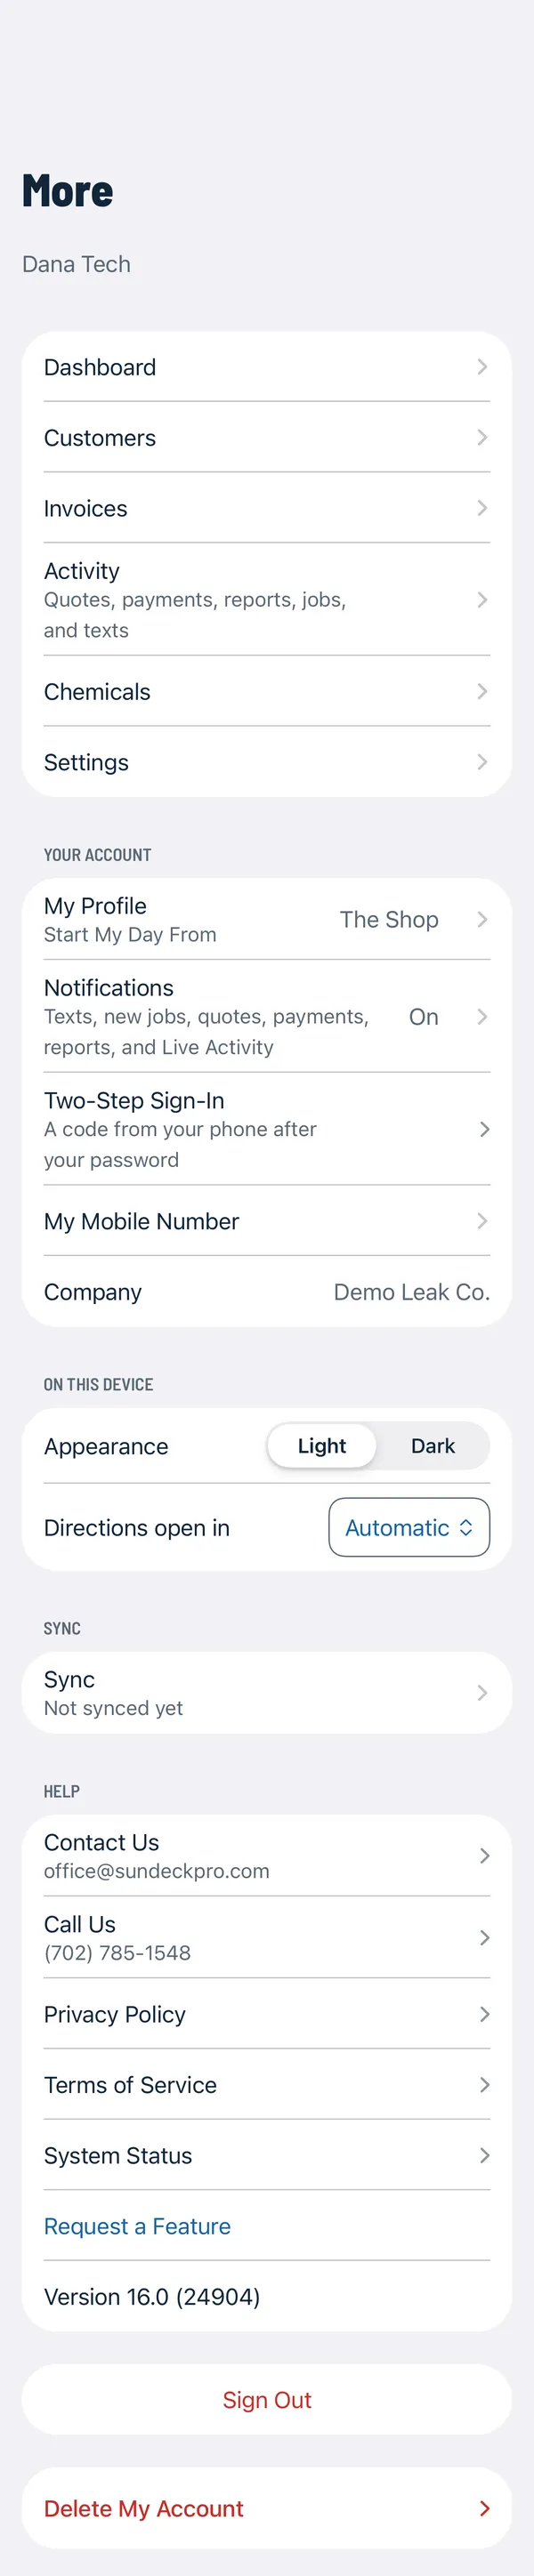 More
Dana Tech
Dashboard
Customers
Invoices
Activity
Quotes, payments, reports, jobs,
and texts
Chemicals
Settings
YOUR ACCOUNT
My Profile
Start My Day From
The Shop
Notifications
Texts, new jobs, quotes, payments,
reports, and Live Activity
On
Two-Step Sign-In
A code from your phone after
your password
My Mobile Number
Company
Demo Leak Co.
ON THIS DEVICE
Appearance
Light
Dark
Directions open in
Automatic
SYNC
Sync
Not synced yet
HELP
Contact Us
office@sundeckpro.com
Call Us
(702) 785-1548
Privacy Policy
Terms of Service
System Status
Request a Feature
Version 16.0 (24904)
Sign Out
Delete My Account